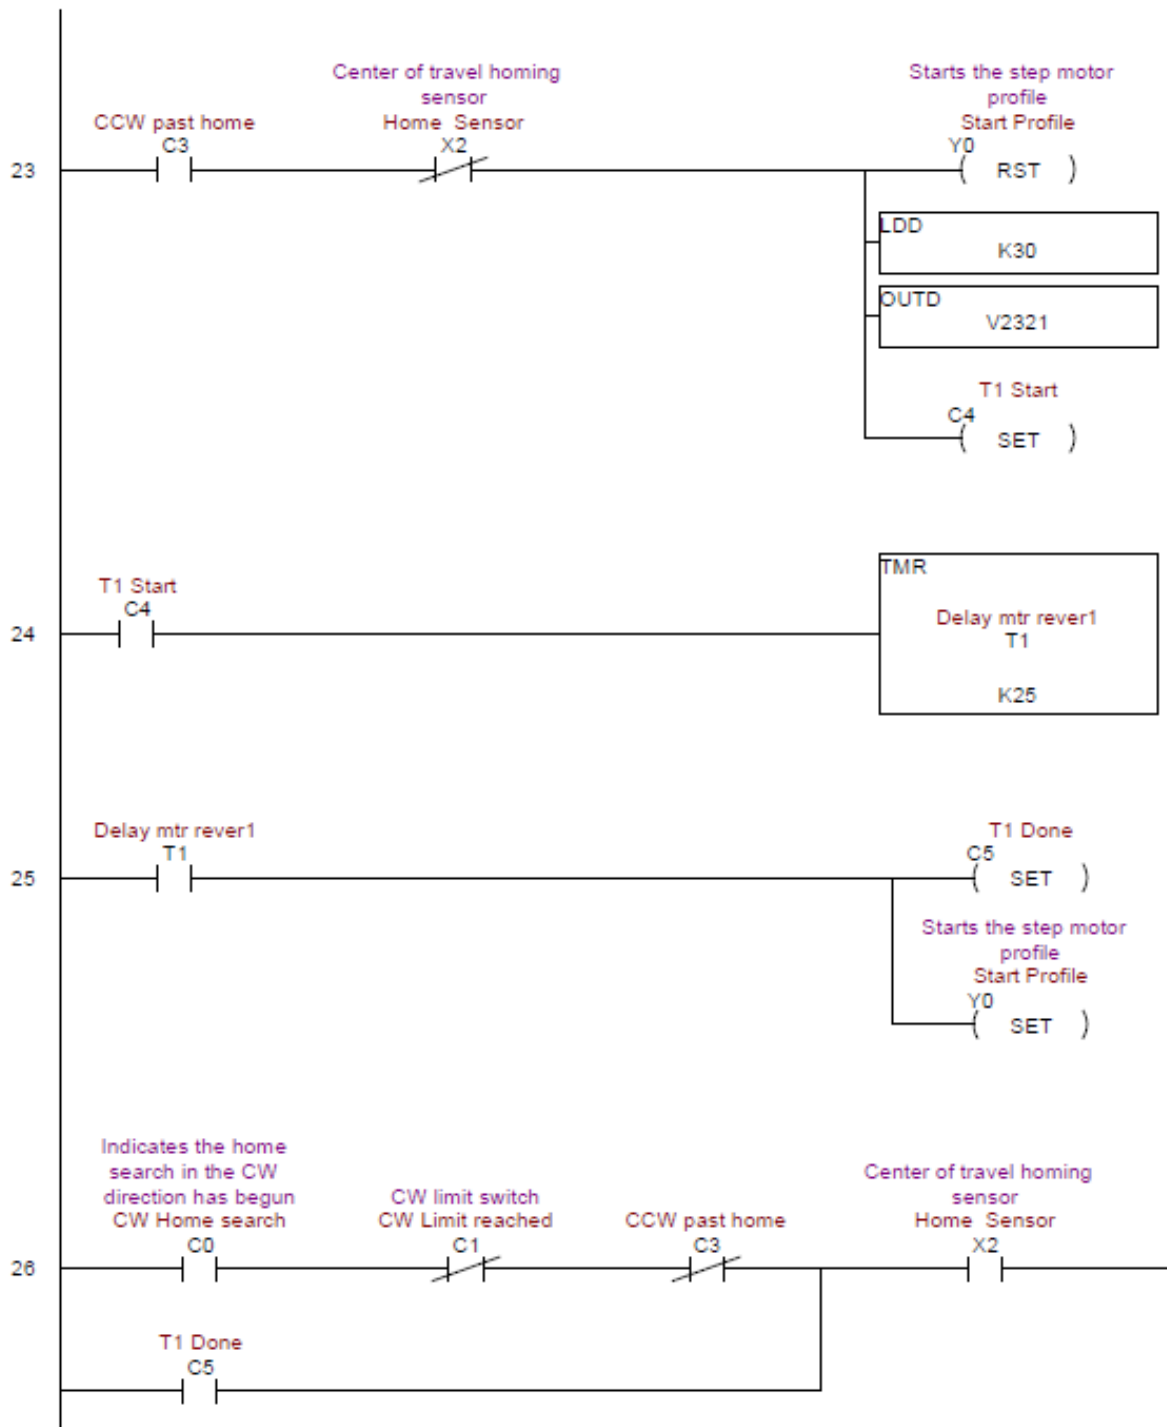 Center of travel homing
sensor
Home Sensor
X2
Starts the step motor
profile
Start Profile
Y0
CCW past home
C3
23
RST
LDD
K30
OUTD
V2321
T1 Start
C4
SET
T1 Start
C4
24
TMR
Delay mtr rever1
T1
K25
Delay mtr rever1
T1
25
T1 Done
C5
SET
Starts the step motor
profile
Start Profile
Y0
SET
Indicates the home
search in the CW
direction has begun
CW Home search
C0
CW limit switch
CW Limit reached
C1
CCW past home
C3
Center of travel homing
sensor
Home Sensor
X2
26
T1 Done
C5